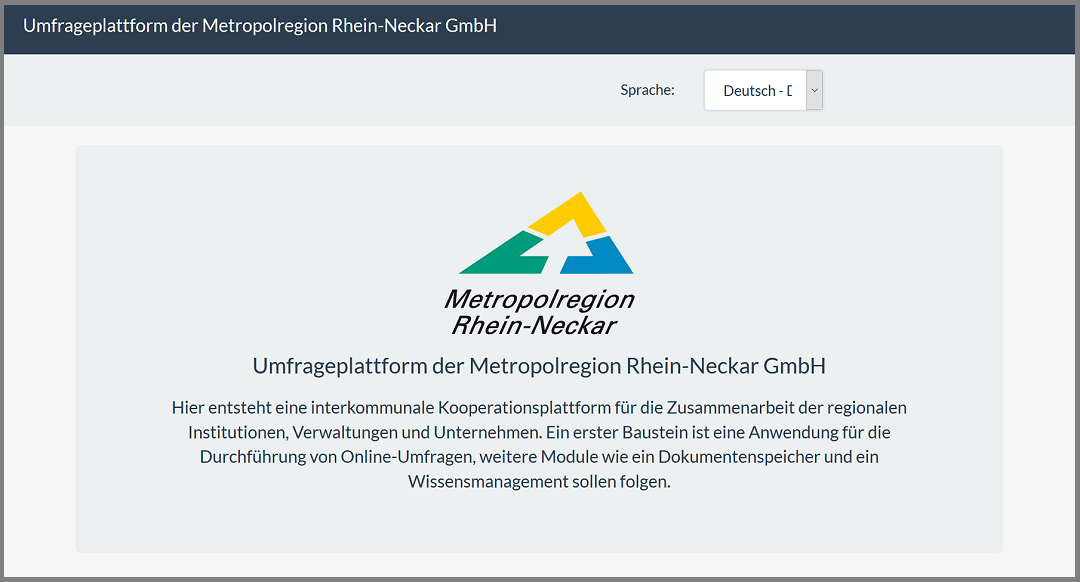 Umfrageplattform der Metropolregion Rhein-Neckar GmbH
Sprache:
Deutsch - D
Metropolregion
Rhein-Neckar
Umfrageplattform der Metropolregion Rhein-Neckar GmbH
Hier entsteht eine interkommunale Kooperationsplattform für die Zusammenarbeit der regionalen
Institutionen, Verwaltungen und Unternehmen. Ein erster Baustein ist eine Anwendung für die
Durchführung von Online-Umfragen, weitere Module wie ein Dokumentenspeicher und ein
Wissensmanagement sollen folgen.